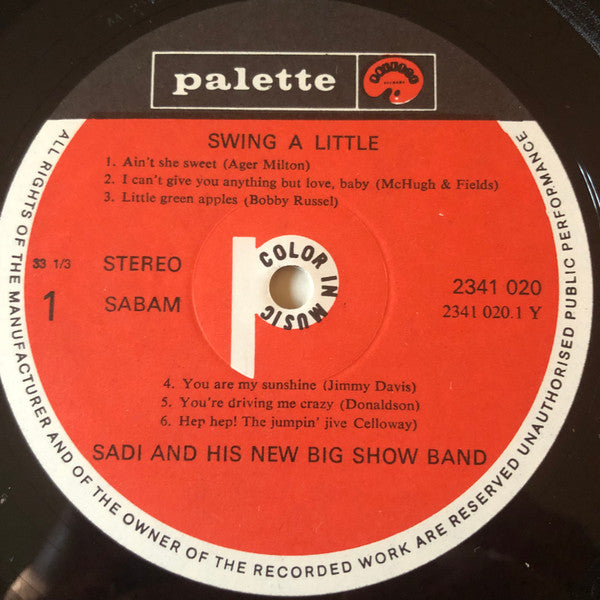 palette
SWING A LITTLE
1. Ain't she sweet (Ager Milton)
2. I can't give you anything but love, baby (McHugh & Fields)
3. Little green apples (Bobby Russel)
33 1/3 STEREO
1 SABAM
p
COLOR IN MUSIC
2341 020
2341 020.1 Y
4. You are my sunshine (Jimmy Davis)
5. You're driving me crazy (Donaldson)
6. Hep hep! The jumpin' jive Celloway)
SADI AND HIS NEW BIG SHOW BAND
ALL RIGHTS OF THE MANUFACTURER AND OF THE OWNER OF THE RECORDED WORK ARE RESERVED UNAUTHORISED PUBLIC PERFORMANCE